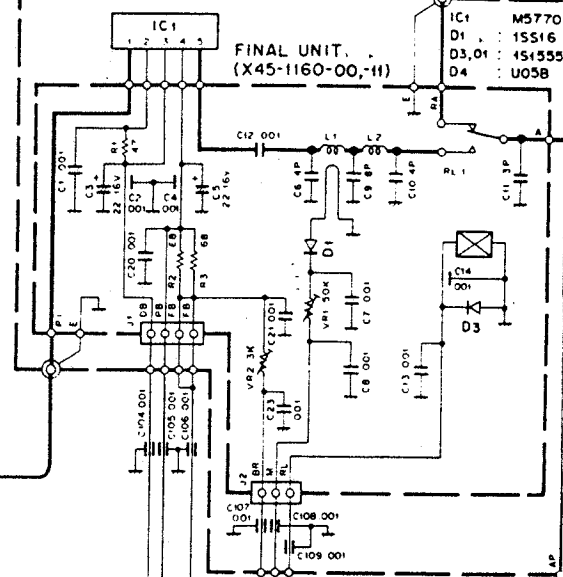 IC1
1 2 3 4 5
FINAL UNIT.
(X45-1160-00,-11)
IC1 M5770
D1 : 1SS16
D3,01 : 1S1555
D4 : U05B
E
RA
A
C12 001
L1
L2
R1 47
C1 .001
C3 22 16V
+
C2 001
C4 .001
C5 22 16V
+
C6 4P
C9 8P
C10 4P
RL 1
C11 3P
C20 .001
EB
68
R2
R3
D1
VR1 50K
C7 .001
C14
001
D3
P1
E
J1
DB
PB
FB
FB
C21 .001
VR2 3K
C8 .001
C13 .001
C23
001
C104 .001
C105 .001
C106 .001
J2
BR
M
RL
C107
001
C108 .001
C109 .001
AP